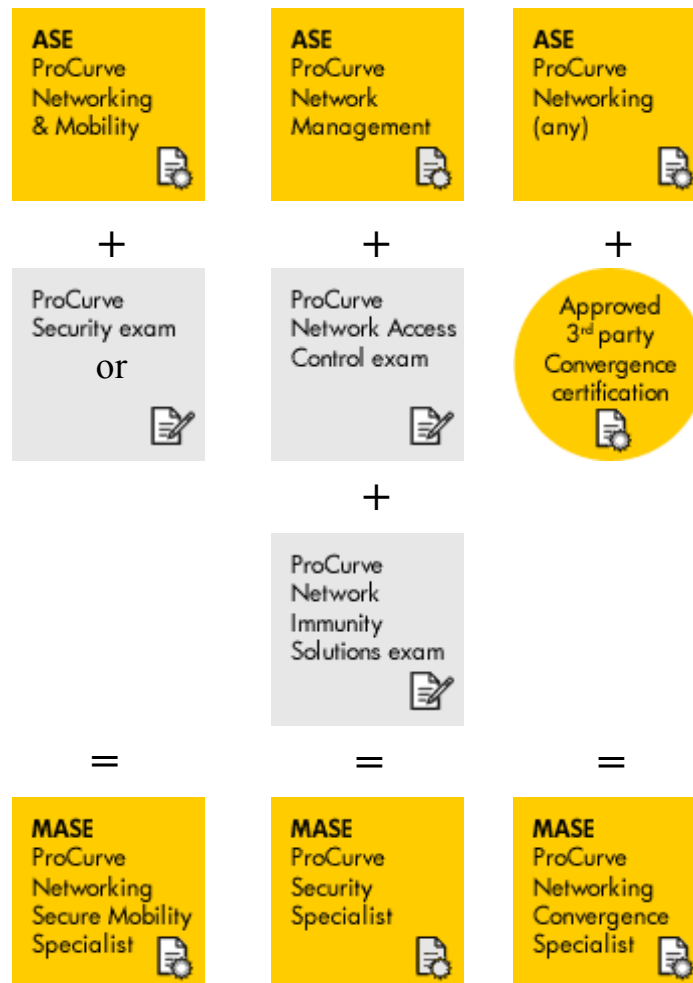 ASE
ProCurve
Networking
& Mobility
ASE
ProCurve
Network
Management
ASE
ProCurve
Networking
(any)
+
+
+
ProCurve
Security exam
or
ProCurve
Network Access
Control exam
Approved
3rd party
Convergence
certification
+
ProCurve
Network
Immunity
Solutions exam
=
=
=
MASE
ProCurve
Networking
Secure Mobility
Specialist
MASE
ProCurve
Security
Specialist
MASE
ProCurve
Networking
Convergence
Specialist